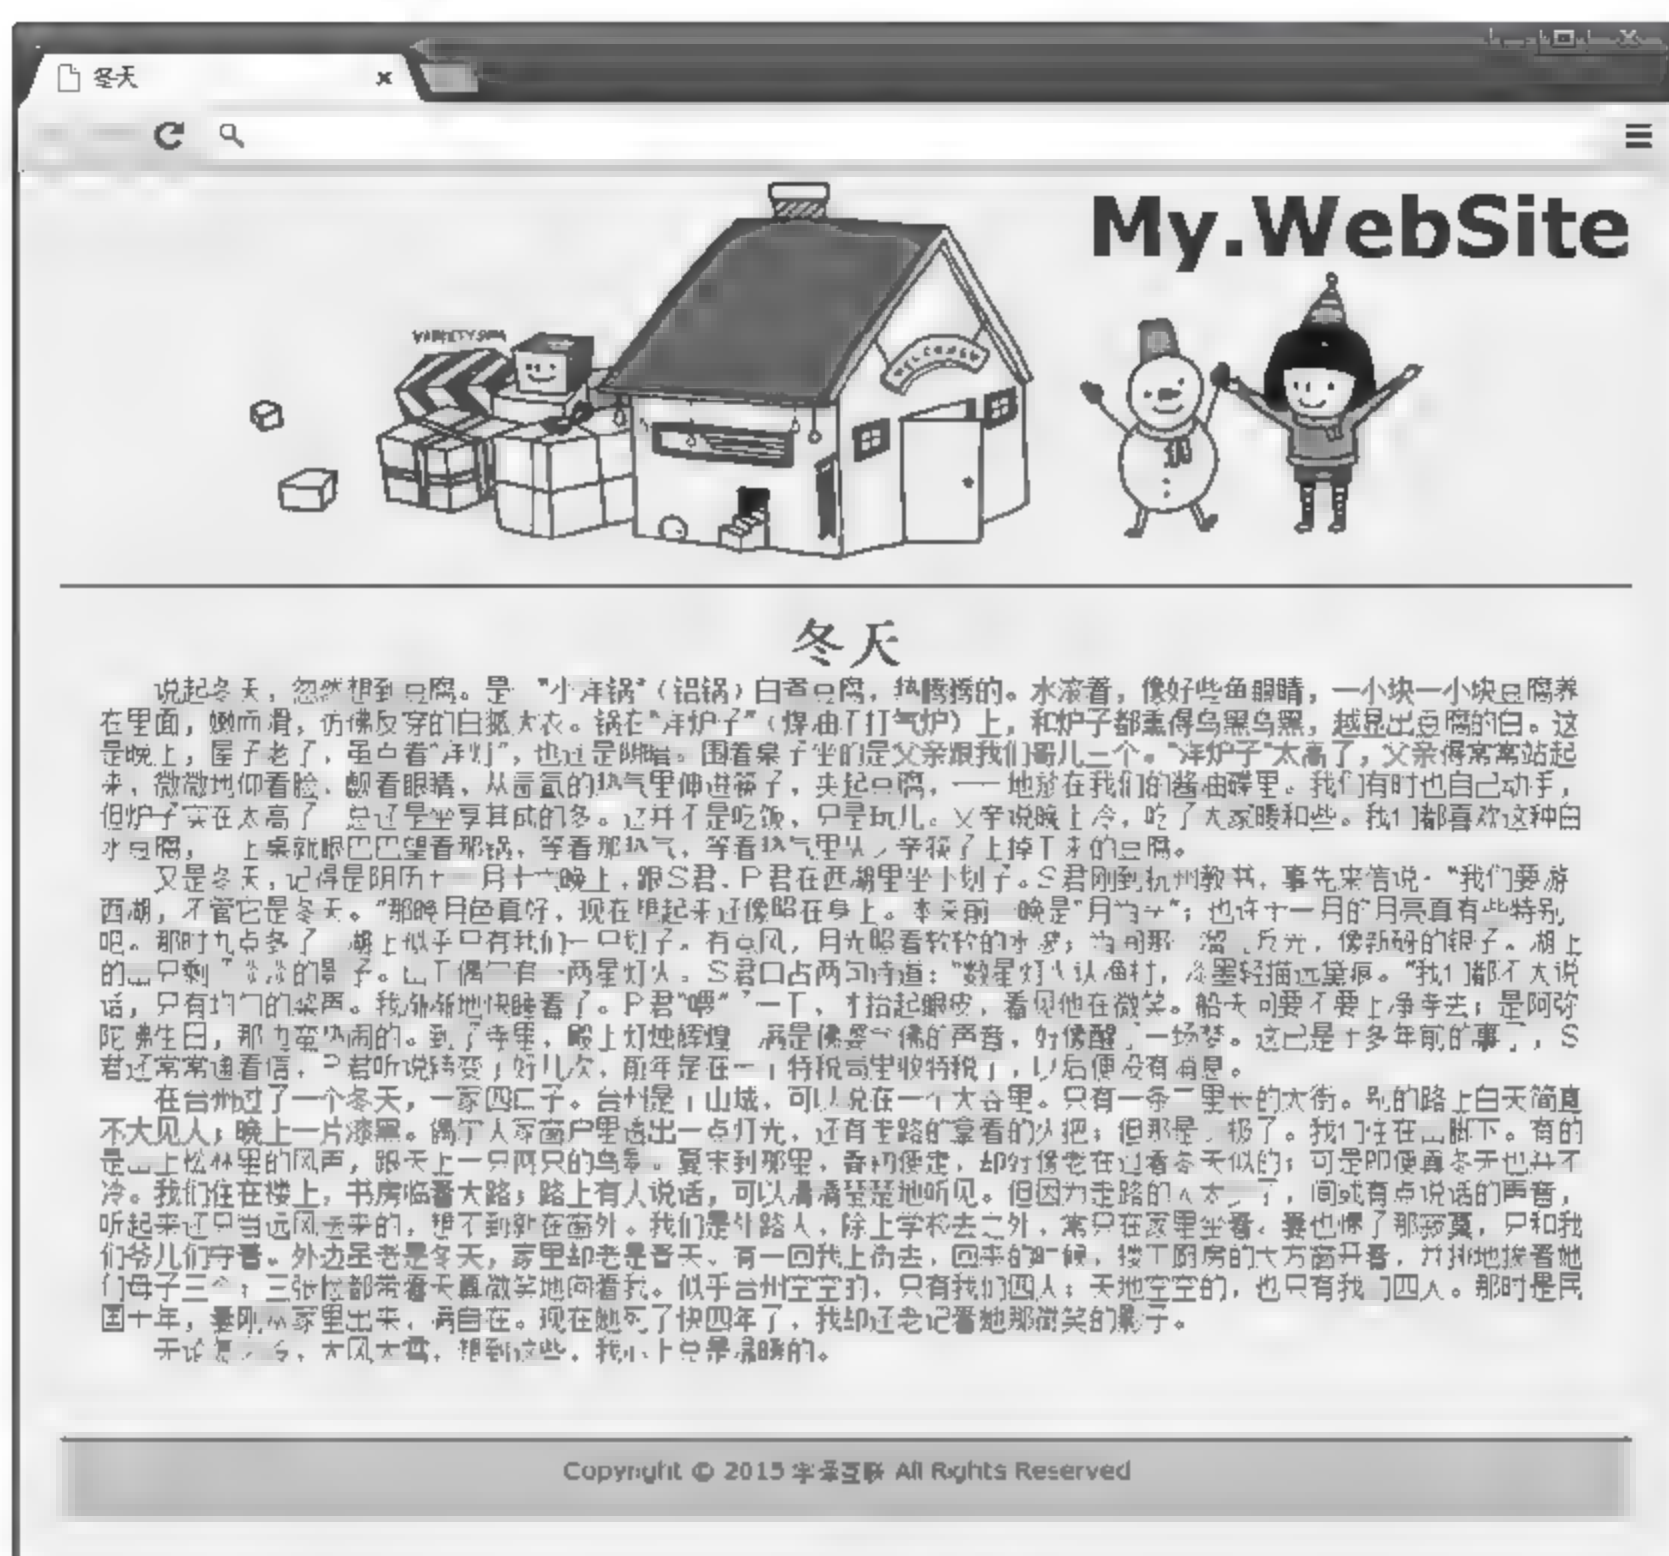 冬天
My.WebSite
WELCOME
冬天
说起冬天，忽然想到豆腐。是“小洋锅”（铝锅）白煮豆腐，热腾腾的。水滚着，像好些鱼眼睛，一小块一小块豆腐养
在里面，嫩而滑，仿佛反穿的白狐大衣。锅在“洋炉子”（煤油不打气炉）上，和炉子都熏得乌黑乌黑，越显出豆腐的白。这
是晚上，屋子老了，虽点着“洋灯”，也还是阴暗。围着桌子坐的是父亲跟我们哥儿三个。“洋炉子”太高了，父亲得常常站起
来，微微地仰着脸，觑着眼睛，从氤氲的热气里伸进筷子，夹起豆腐，一一地放在我们的酱油碟里。我们有时也自己动手，
但炉子实在太高了，总还是坐享其成的多。这并不是吃饭，只是玩儿。父亲说晚上冷，吃了大家暖和些。我们都喜欢这种白
水豆腐；一上桌就眼巴巴望着那锅，等着那热气，等着热气里从父亲筷子上掉下来的豆腐。
又是冬天，记得是阴历十一月十六晚上，跟S君、P君在西湖里坐小划子。S君刚到杭州教书，事先来信说：“我们要游
西湖，不管它是冬天。”那晚月色真好，现在想起来还像照在身上。本来前一晚是“月当头”；也许十一月的月亮真有些特别
吧。那时九点多了，湖上似乎只有我们一只划子。有点风，月光照着软软的水波；当间那一溜儿反光，像新砑的银子。湖上
的山只剩了淡淡的影子。山下偶尔有一两星灯火。S君口占两句诗道：“数星灯火认渔村，淡墨轻描远黛痕。”我们都不大说
话，只有均匀的桨声。我渐渐地快睡着了。P君“喂”了一下，才抬起眼皮，看见他在微笑。船夫问要不要上净寺去；是阿弥
陀佛生日，那边蛮热闹的。到了寺里，殿上灯烛辉煌，满是佛婆念佛的声音，好像醒了一场梦。这已是十多年前的事了，S
君还常常通着信，P君听说转变了好几次，前年是在一个特税局里收特税了，以后便没有消息。
在台州过了一个冬天，一家四口子。台州是个山城，可以说在一个大谷里。只有一条二里长的大街。别的路上白天简直
不大见人；晚上一片漆黑。偶尔人家窗户里透出一点灯光，还有走路的拿着的火把；但那是少极了。我们住在山脚下。有的
是山上松林里的风声，跟天上一只两只的鸟影。夏末到那里，春初便走，却好像老在过着冬天似的；可是即便真冬天也并不
冷。我们住在楼上，书房临着大路；路上有人说话，可以清清楚楚地听见。但因为走路的人太少了，间或有点说话的声音，
听起来还只当远风送来的，想不到就在窗外。我们是外路人，除上学校去之外，常只在家里坐着。妻也惯了那寂寞，只和我
们爷儿们守着。外边虽老是冬天，家里却老是春天。有一回我上街去，回来的时候，楼下厨房的大方窗开着，并排地挨着她
们母子三个；三张脸都带着天真微笑地向着我。似乎台州空空的，只有我们四人；天地空空的，也只有我们四人。那时是民
国十年，妻刚从家里出来，满自在。现在她死了快四年了，我却还老记着她那微笑的影子。
无论怎么冷，大风大雪，想到这些，我心上总是温暖的。
Copyright © 2015 All Rights Reserved